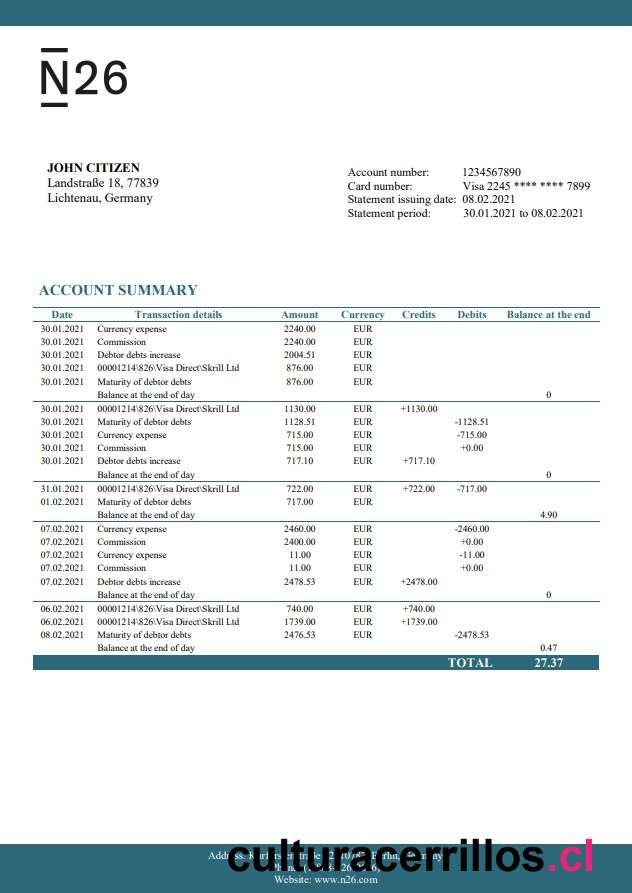 N26
JOHN CITIZEN
Landstraße 18, 77839
Lichtenau, Germany
Account number: 1234567890
Card number: Visa 2245 **** **** 7899
Statement issuing date: 08.02.2021
Statement period: 30.01.2021 to 08.02.2021
ACCOUNT SUMMARY
Date Transaction details Amount Currency Credits Debits Balance at the end
30.01.2021 Currency expense 2240.00 EUR
30.01.2021 Commission 2240.00 EUR
30.01.2021 Debtor debts increase 2004.51 EUR
30.01.2021 00001214\826\Visa Direct\Skrill Ltd 876.00 EUR
30.01.2021 Maturity of debtor debts 876.00 EUR
Balance at the end of day 0
30.01.2021 00001214\826\Visa Direct\Skrill Ltd 1130.00 EUR +1130.00
30.01.2021 Maturity of debtor debts 1128.51 EUR -1128.51
30.01.2021 Currency expense 715.00 EUR -715.00
30.01.2021 Commission 715.00 EUR +0.00
30.01.2021 Debtor debts increase 717.10 EUR +717.10
Balance at the end of day 0
31.01.2021 00001214\826\Visa Direct\Skrill Ltd 722.00 EUR +722.00 -717.00
01.02.2021 Maturity of debtor debts 717.00 EUR
Balance at the end of day 4.90
07.02.2021 Currency expense 2460.00 EUR -2460.00
07.02.2021 Commission 2400.00 EUR +0.00
07.02.2021 Currency expense 11.00 EUR -11.00
07.02.2021 Commission 11.00 EUR +0.00
07.02.2021 Debtor debts increase 2478.53 EUR +2478.00
Balance at the end of day 0
06.02.2021 00001214\826\Visa Direct\Skrill Ltd 740.00 EUR +740.00
06.02.2021 00001214\826\Visa Direct\Skrill Ltd 1739.00 EUR +1739.00
08.02.2021 Maturity of debtor debts 2476.53 EUR -2478.53
Balance at the end of day 0.47
TOTAL 27.37
Address:
culturacerrillos.cl
Website: www.n26.com